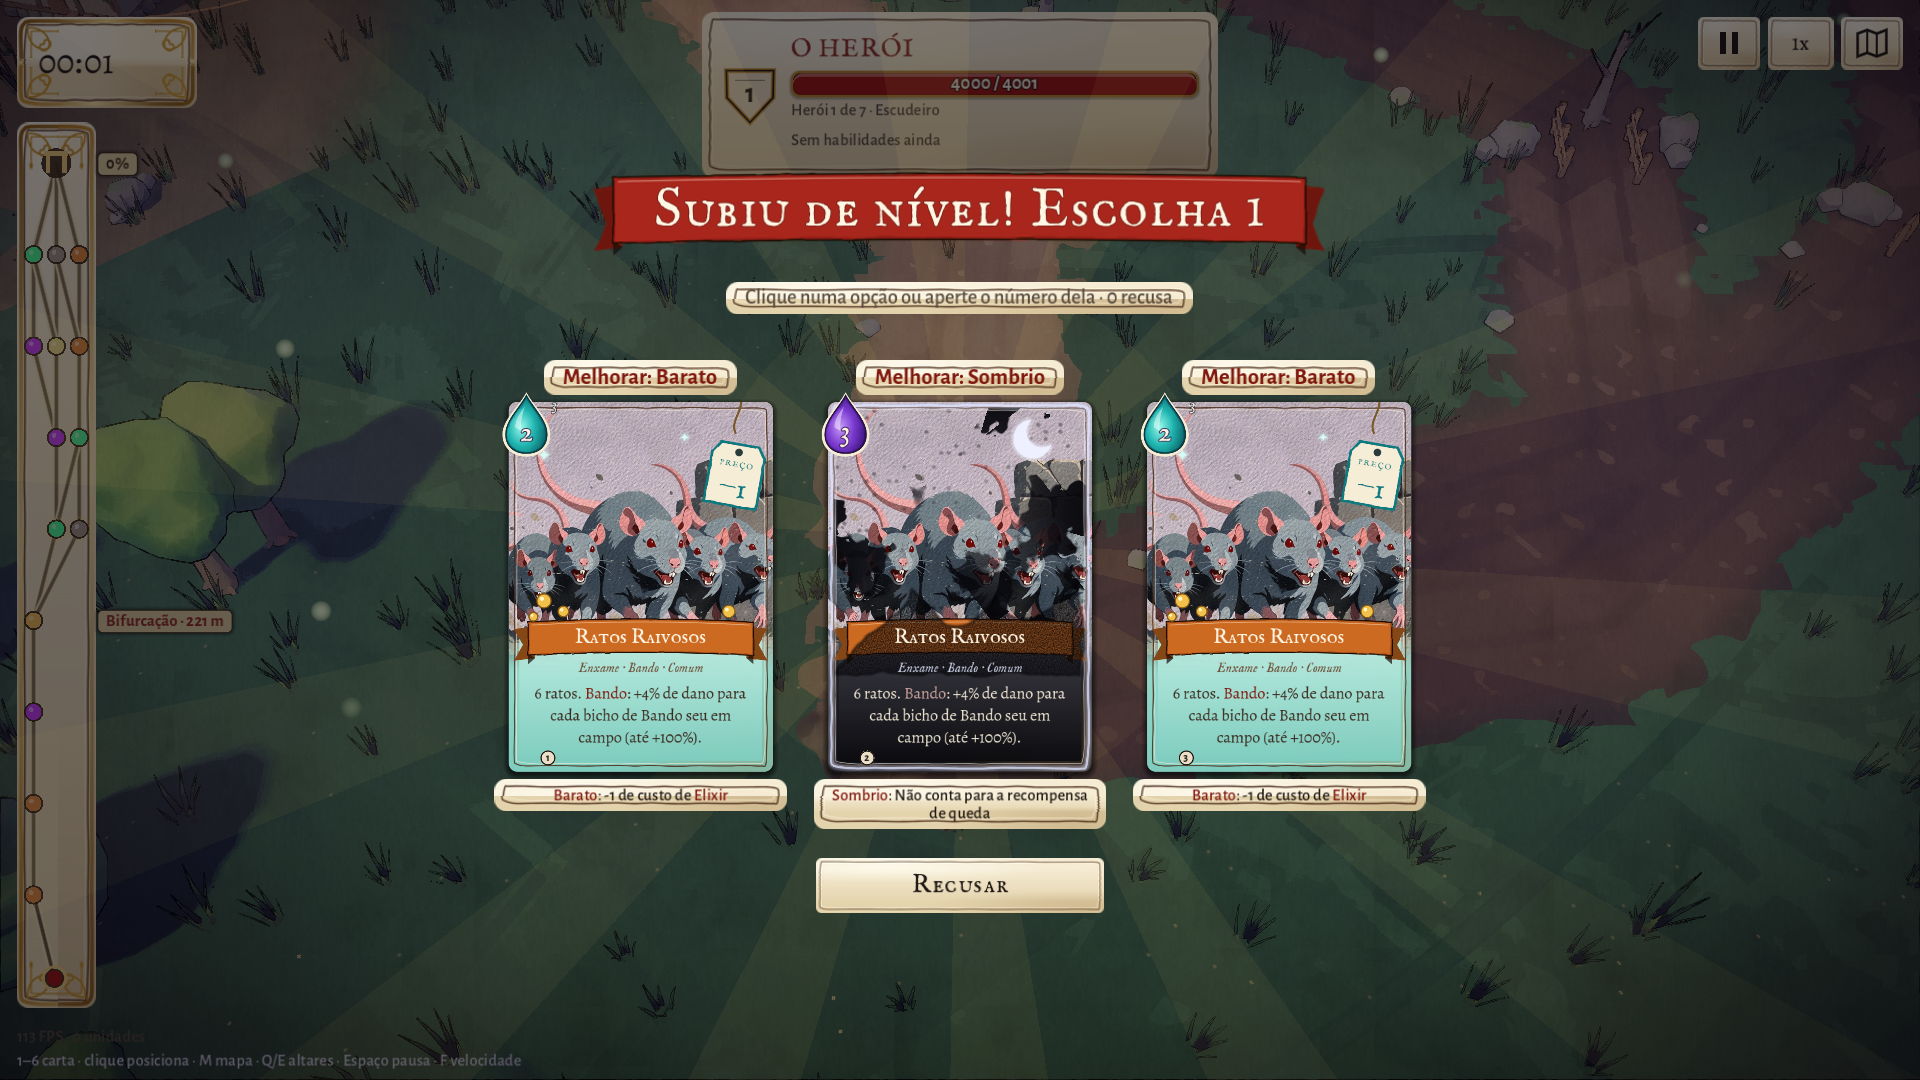 00:01
O HERÓI
1
4000 / 4001
Herói 1 de 7 · Escudeiro
Sem habilidades ainda
1x
0%
Subiu de nível! Escolha 1
Clique numa opção ou aperte o número dela · 0 recusa
Melhorar: Barato
2
3
PREÇO
—1
Ratos Raivosos
Enxame · Bando · Comum
6 ratos. Bando: +4% de dano para
cada bicho de Bando seu em
campo (até +100%).
1
Barato: -1 de custo de Elixir
Melhorar: Sombrio
3
Ratos Raivosos
Enxame · Bando · Comum
6 ratos. Bando: +4% de dano para
cada bicho de Bando seu em
campo (até +100%).
2
Sombrio: Não conta para a recompensa
de queda
Melhorar: Barato
2
3
PREÇO
—1
Ratos Raivosos
Enxame · Bando · Comum
6 ratos. Bando: +4% de dano para
cada bicho de Bando seu em
campo (até +100%).
3
Barato: -1 de custo de Elixir
Bifurcação · 221 m
Recusar
113 FPS unidades
1–6 carta · clique posiciona · M mapa · Q/E altares · Espaço pausa · F velocidade